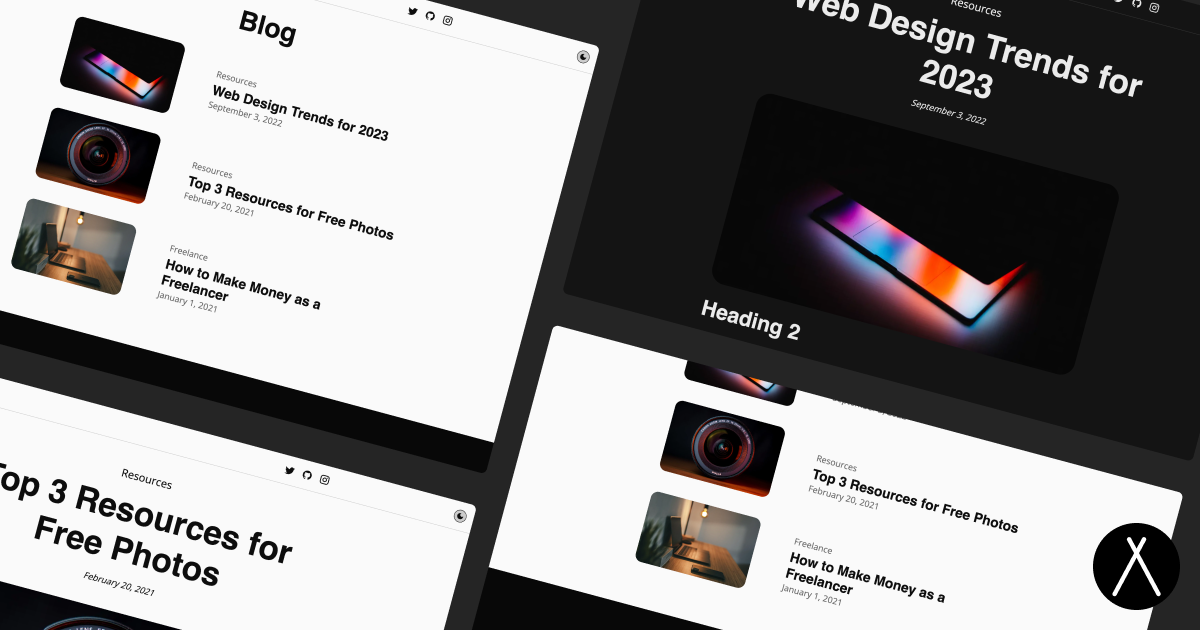 Blog
Resources
Web Design Trends for 2023
September 3, 2022
Resources
Top 3 Resources for Free Photos
February 20, 2021
Freelance
How to Make Money as a
Freelancer
January 1, 2021
Resources
Web Design Trends for
2023
September 3, 2022
Heading 2
Resources
Top 3 Resources for
Free Photos
February 20, 2021
Resources
Top 3 Resources for Free Photos
February 20, 2021
Freelance
How to Make Money as a
Freelancer
January 1, 2021